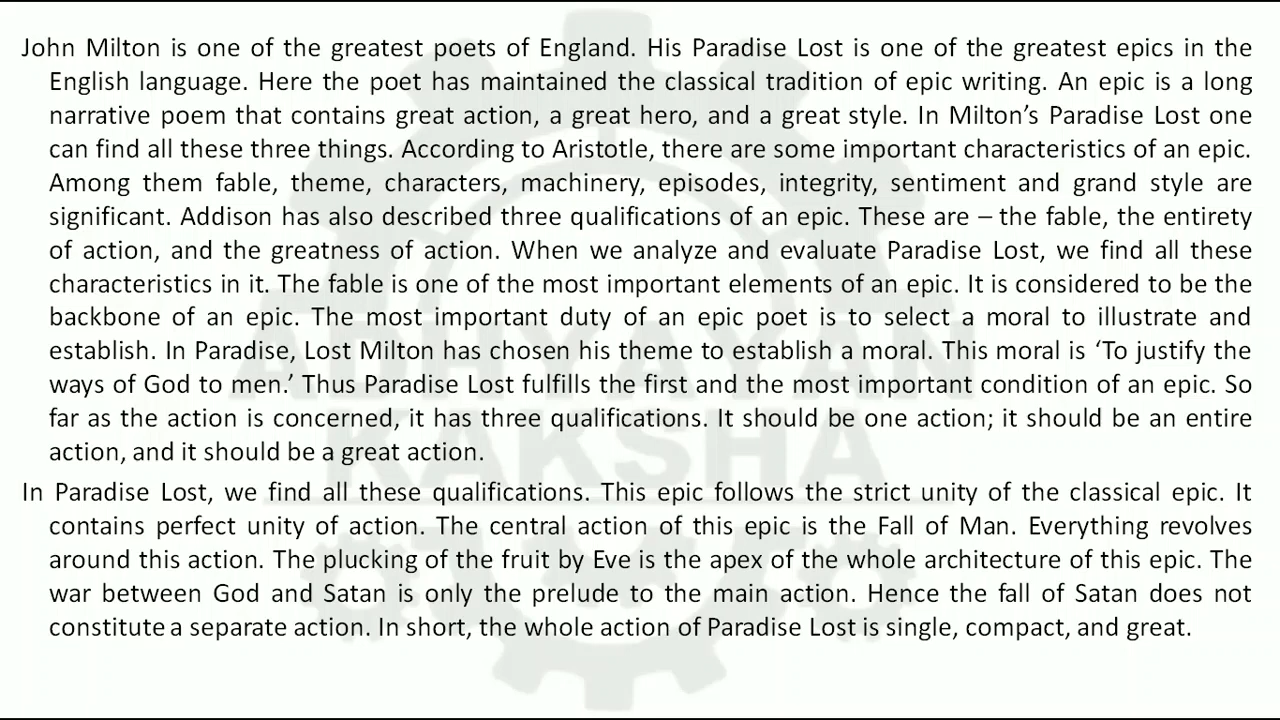 John Milton is one of the greatest poets of England. His Paradise Lost is one of the greatest epics in the
English language. Here the poet has maintained the classical tradition of epic writing. An epic is a long
narrative poem that contains great action, a great hero, and a great style. In Milton’s Paradise Lost one
can find all these three things. According to Aristotle, there are some important characteristics of an epic.
Among them fable, theme, characters, machinery, episodes, integrity, sentiment and grand style are
significant. Addison has also described three qualifications of an epic. These are – the fable, the entirety
of action, and the greatness of action. When we analyze and evaluate Paradise Lost, we find all these
characteristics in it. The fable is one of the most important elements of an epic. It is considered to be the
backbone of an epic. The most important duty of an epic poet is to select a moral to illustrate and
establish. In Paradise, Lost Milton has chosen his theme to establish a moral. This moral is ‘To justify the
ways of God to men.’ Thus Paradise Lost fulfills the first and the most important condition of an epic. So
far as the action is concerned, it has three qualifications. It should be one action; it should be an entire
action, and it should be a great action.
In Paradise Lost, we find all these qualifications. This epic follows the strict unity of the classical epic. It
contains perfect unity of action. The central action of this epic is the Fall of Man. Everything revolves
around this action. The plucking of the fruit by Eve is the apex of the whole architecture of this epic. The
war between God and Satan is only the prelude to the main action. Hence the fall of Satan does not
constitute a separate action. In short, the whole action of Paradise Lost is single, compact, and great.
ADHYAYAN
KAKSHA